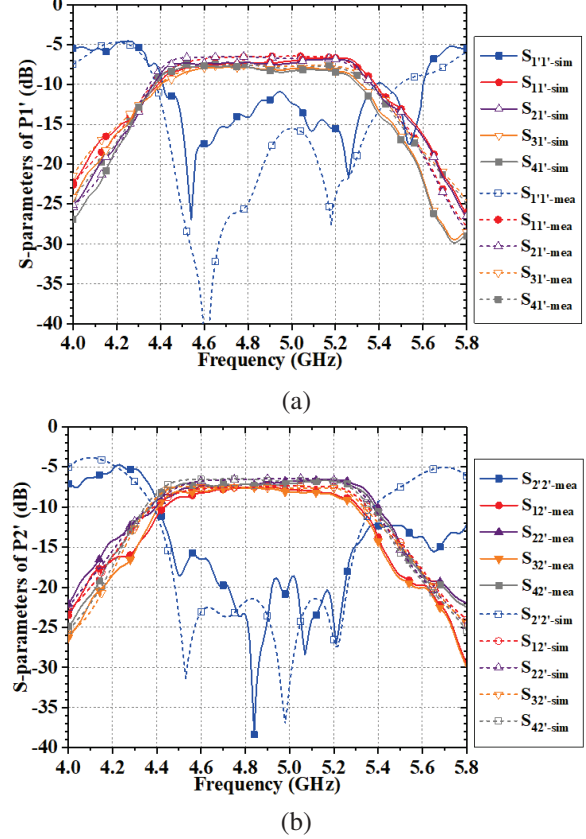 -5
-10
-15
-20
-25
-30
-35
-40
S-parameters of P1' (dB)
4.0 4.2 4.4 4.6 4.8 5.0 5.2 5.4 5.6 5.8
Frequency (GHz)
S1'1'-sim
S11'-sim
S21'-sim
S31'-sim
S41'-sim
S1'1'-mea
S11'-mea
S21'-mea
S31'-mea
S41'-mea
(a)
0
-5
-10
-15
-20
-25
-30
-35
-40
S-parameters of P2' (dB)
4.0 4.2 4.4 4.6 4.8 5.0 5.2 5.4 5.6 5.8
Frequency (GHz)
S2'2'-mea
S12'-mea
S22'-mea
S32'-mea
S42'-mea
S2'2'-sim
S12'-sim
S22'-sim
S32'-sim
S42'-sim
(b)